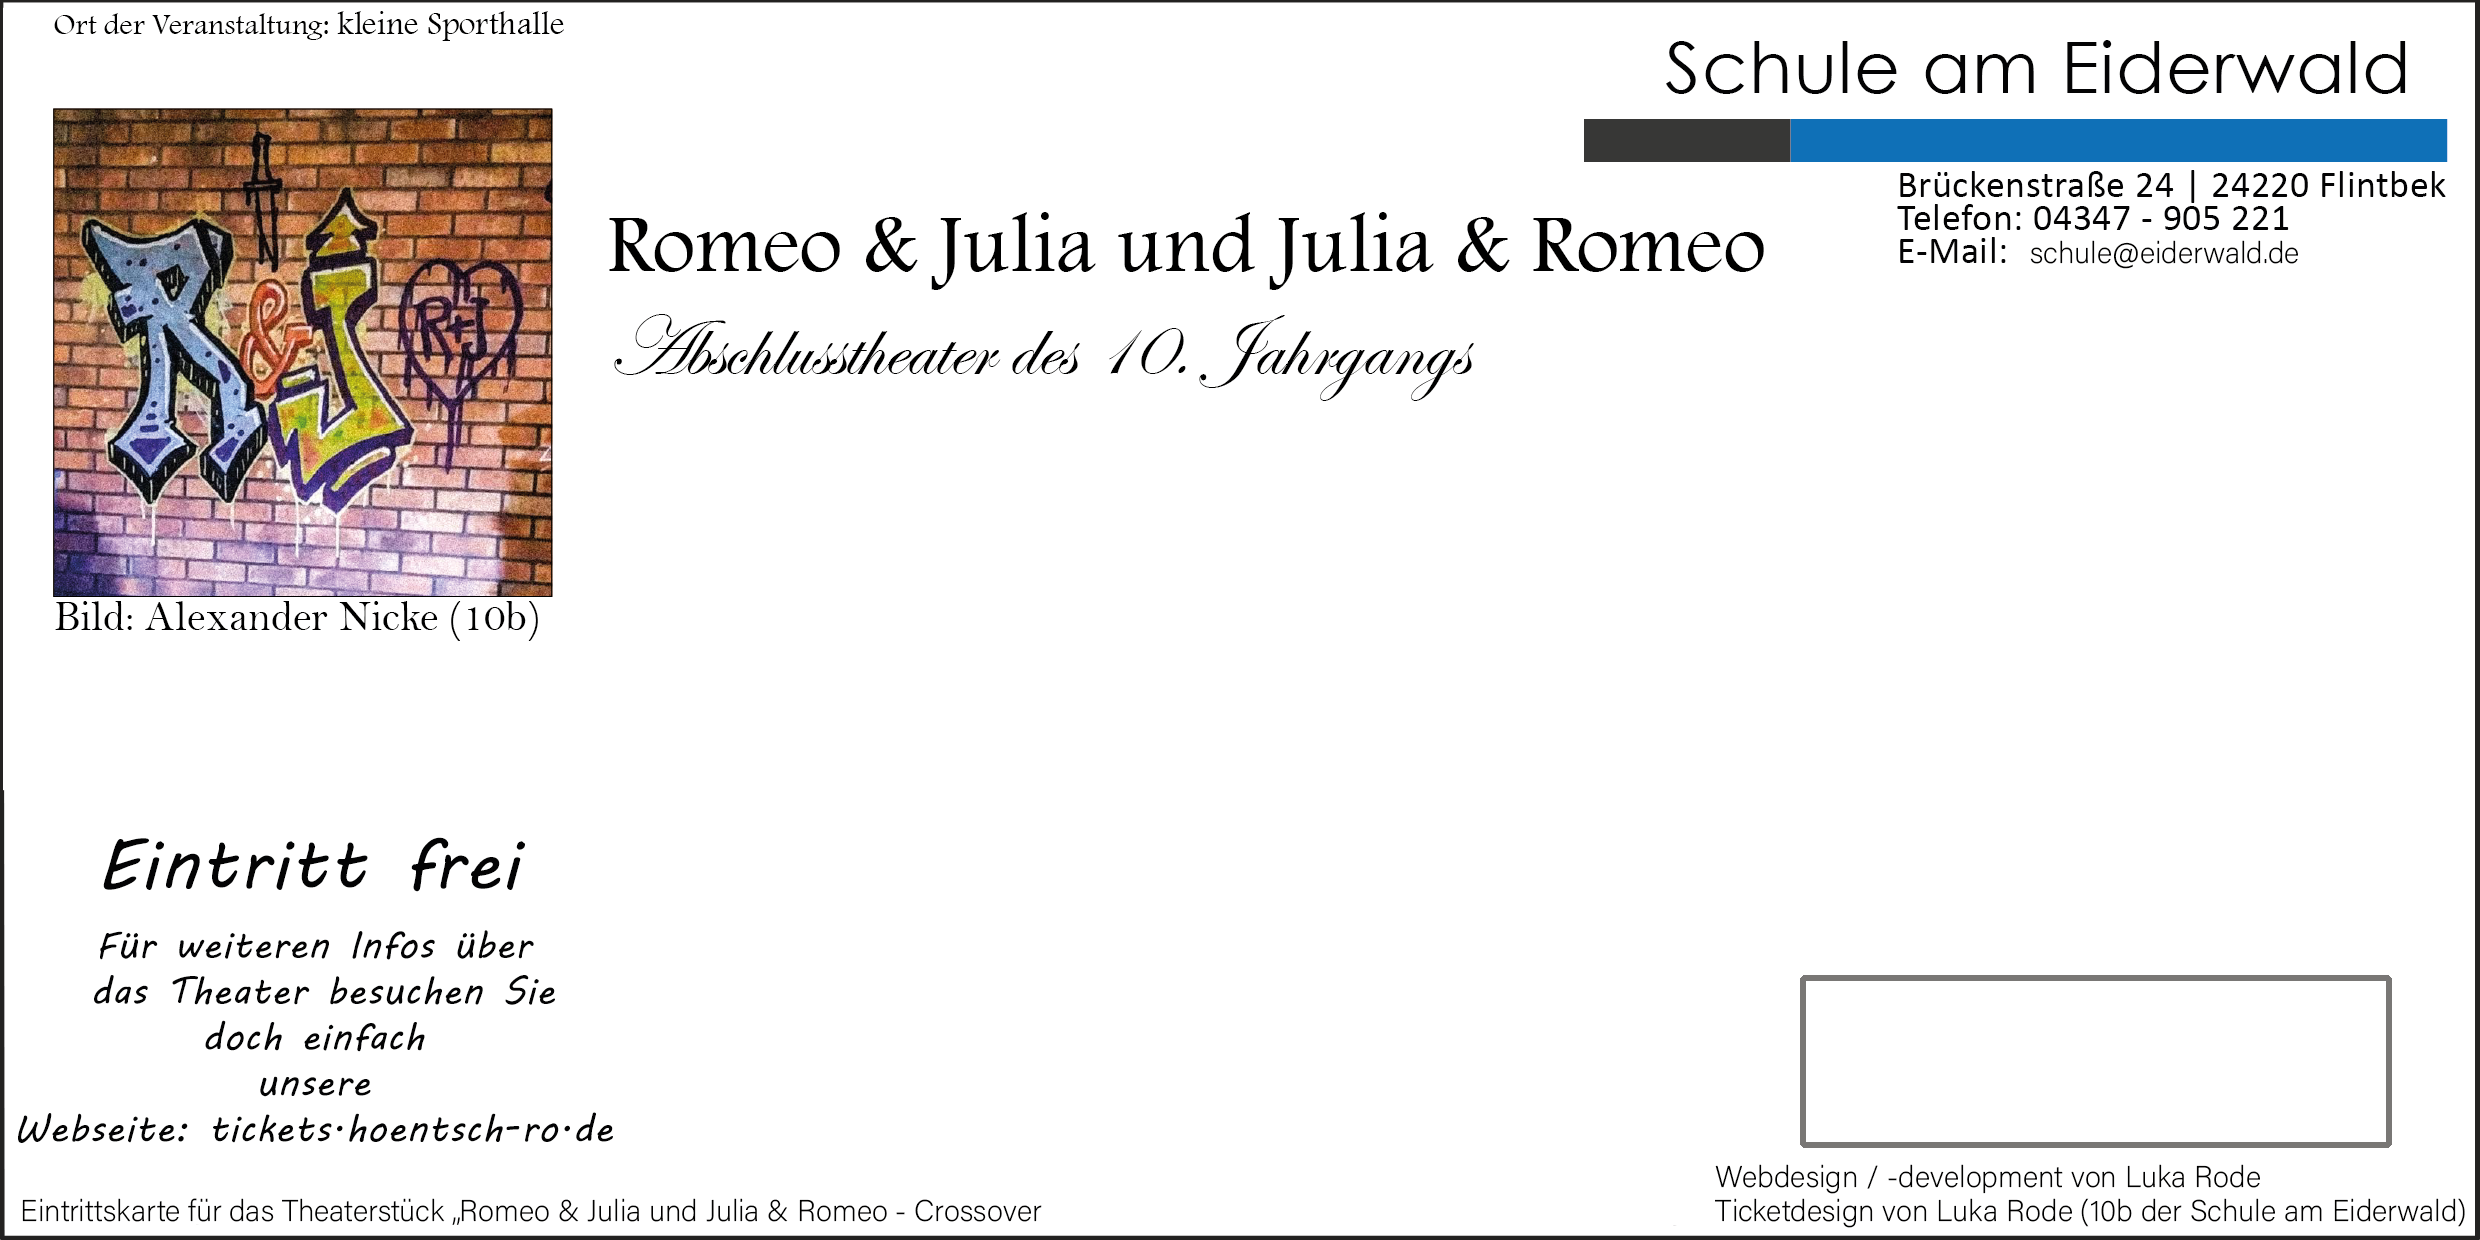 Ort der Veranstaltung: kleine Sporthalle
Schule am Eiderwald
Brückenstraße 24 | 24220 Flintbek
Telefon: 04347 - 905 221
E-Mail: schule@eiderwald.de
Romeo & Julia und Julia & Romeo
Abschlusstheater des 10. Jahrgangs
R&J
R+J
Bild: Alexander Nicke (10b)
Eintritt frei
Für weiteren Infos über
das Theater besuchen Sie
doch einfach
unsere
Webseite: tickets.hoentsch-ro.de
Eintrittskarte für das Theaterstück „Romeo & Julia und Julia & Romeo - Crossover
Webdesign / -development von Luka Rode
Ticketdesign von Luka Rode (10b der Schule am Eiderwald)